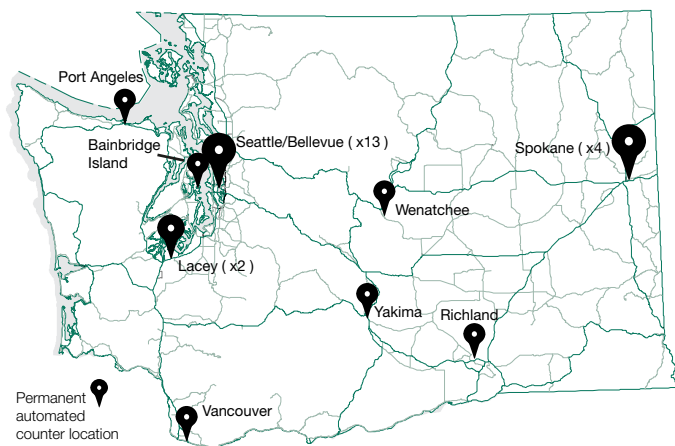 Port Angeles
Bainbridge
Island
Seattle/Bellevue ( x13)
Spokane ( x4)
Wenatchee
Lacey ( x2 )
Yakima
Richland
Permanent
automated
counter location
Vancouver